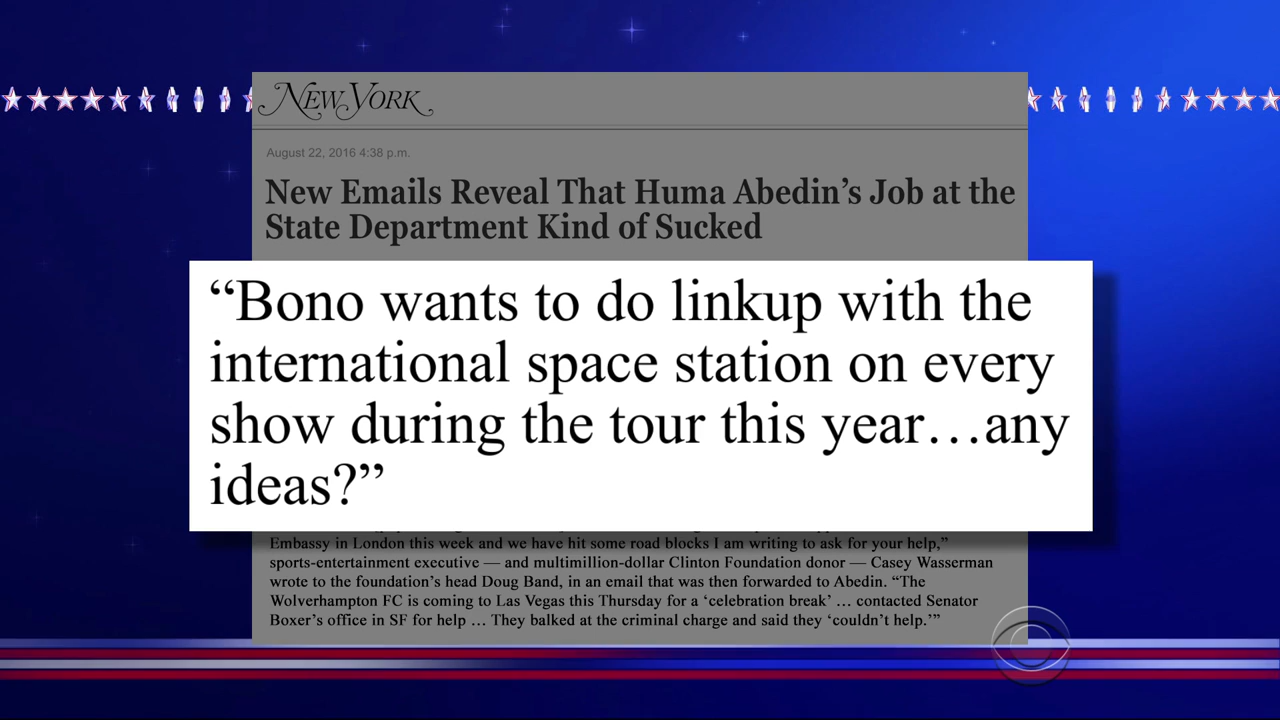 NEW YORK
August 22, 2016 4:38 p.m.
New Emails Reveal That Huma Abedin’s Job at the
State Department Kind of Sucked
“Bono wants to do linkup with the
international space station on every
show during the tour this year…any
ideas?”
Embassy in London this week and we have hit some road blocks I am writing to ask for your help,”
sports-entertainment executive — and multimillion-dollar Clinton Foundation donor — Casey Wasserman
wrote to the foundation’s head Doug Band, in an email that was then forwarded to Abedin. “The
Wolverhampton FC is coming to Las Vegas this Thursday for a ‘celebration break’ … contacted Senator
Boxer’s office in SF for help … They balked at the criminal charge and said they ‘couldn’t help.’”